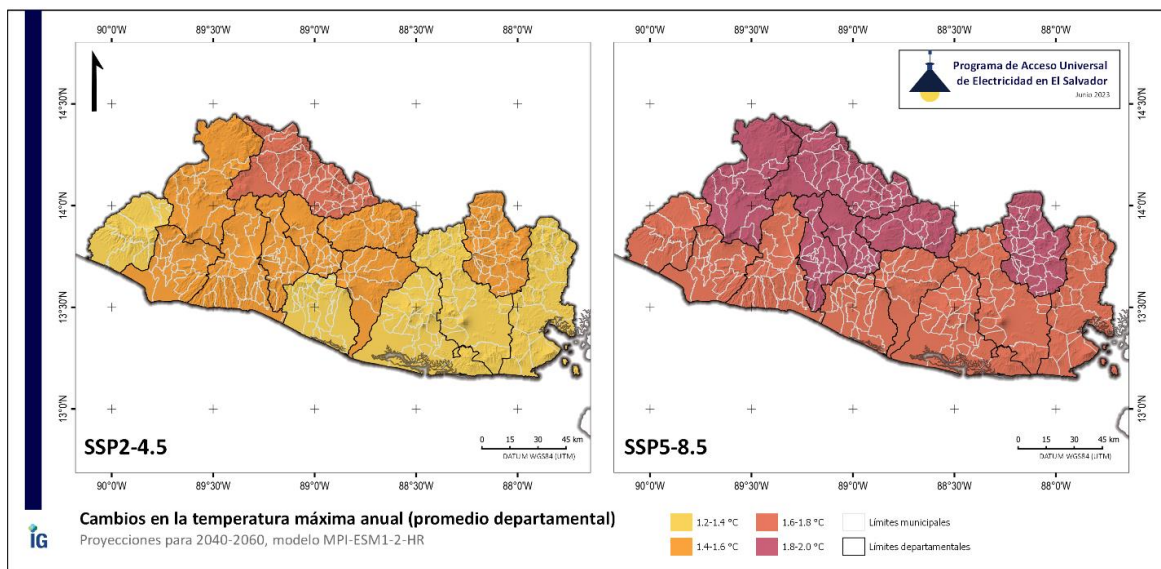 90°0'W 89°30'W 89°0'W 88°30'W 88°0'W
90°0'W 89°30'W 89°0'W 88°30'W 88°0'W
Programa de Acceso Universal
de Electricidad en El Salvador
Junio 2023
14°30'N
14°0'N
13°30'N
13°0'N
14°30'N
14°0'N
13°30'N
13°0'N
SSP2-4.5
0 15 30 45 km
DATUM WGS84 (UTM)
SSP5-8.5
0 15 30 45 km
DATUM WGS84 (UTM)
90°0'W 89°30'W 89°0'W 88°30'W 88°0'W
90°0'W 89°30'W 89°0'W 88°30'W 88°0'W
iG
Cambios en la temperatura máxima anual (promedio departamental)
Proyecciones para 2040-2060, modelo MPI-ESM1-2-HR
1.2-1.4 °C
1.4-1.6 °C
1.6-1.8 °C
1.8-2.0 °C
Límites municipales
Límites departamentales